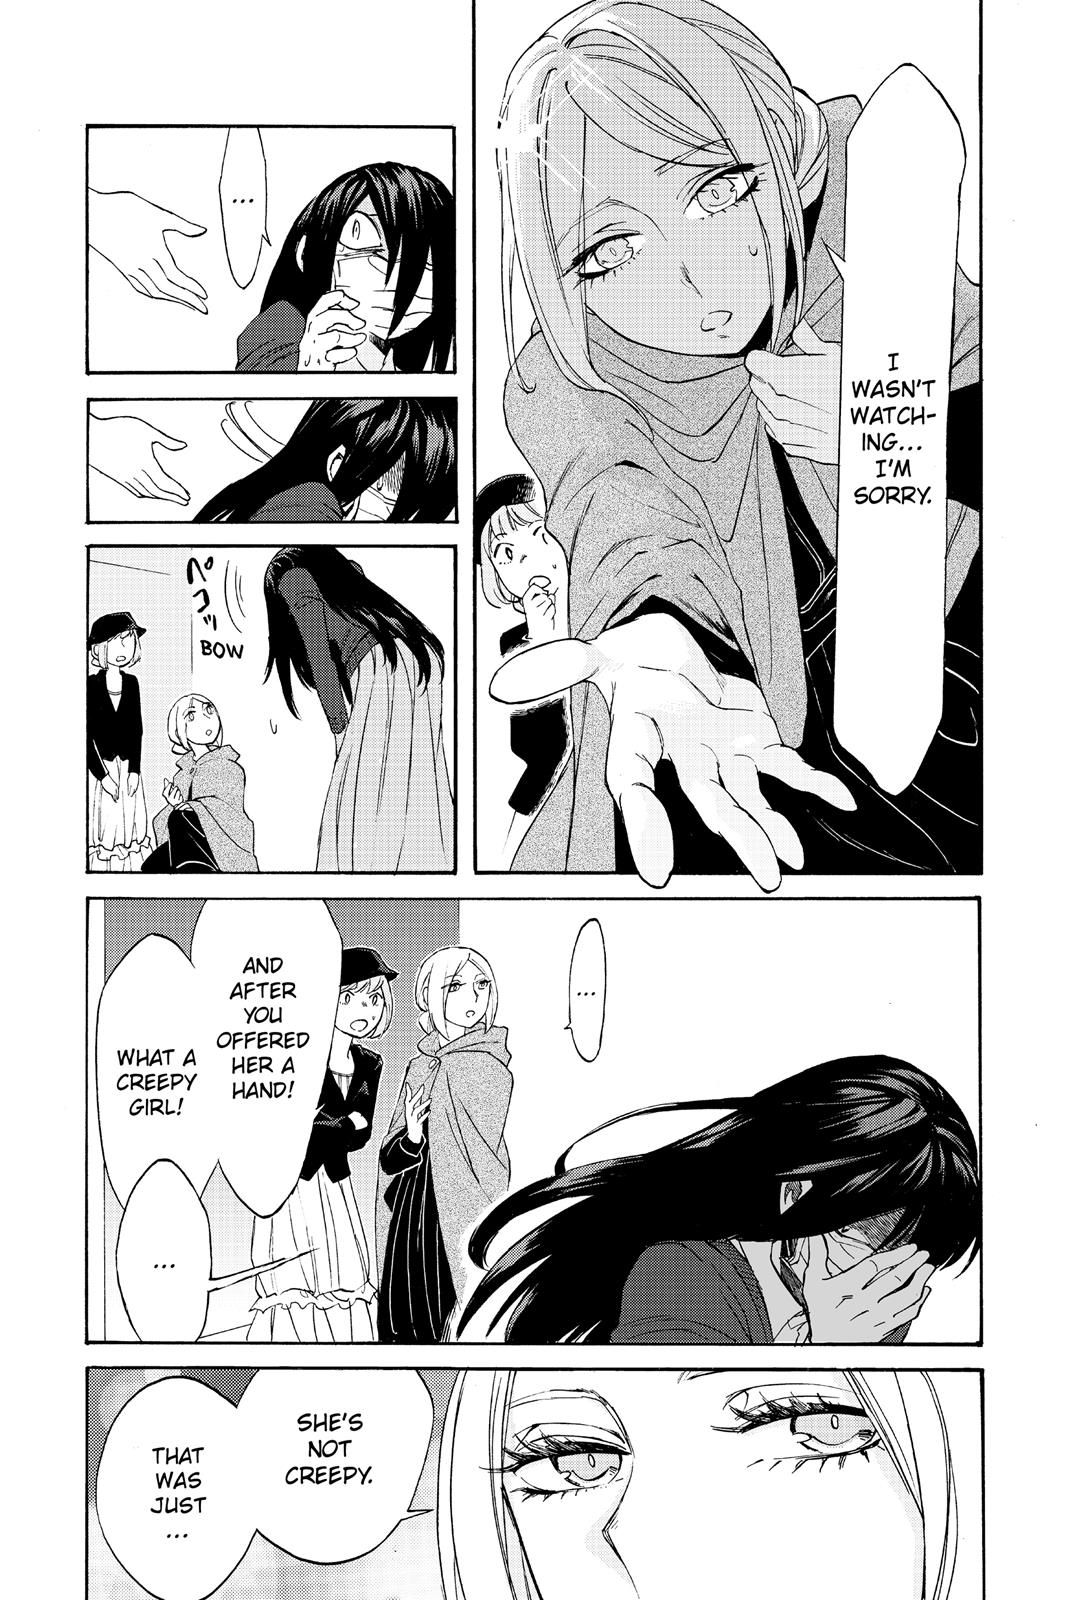 I
WASN'T
WATCH-
ING...
I'M
SORRY.
...
ペコッ
BOW
...
AND
AFTER
YOU
OFFERED
HER A
HAND!
WHAT A
CREEPY
GIRL!
...
SHE'S
NOT
CREEPY.
THAT
WAS
JUST
...